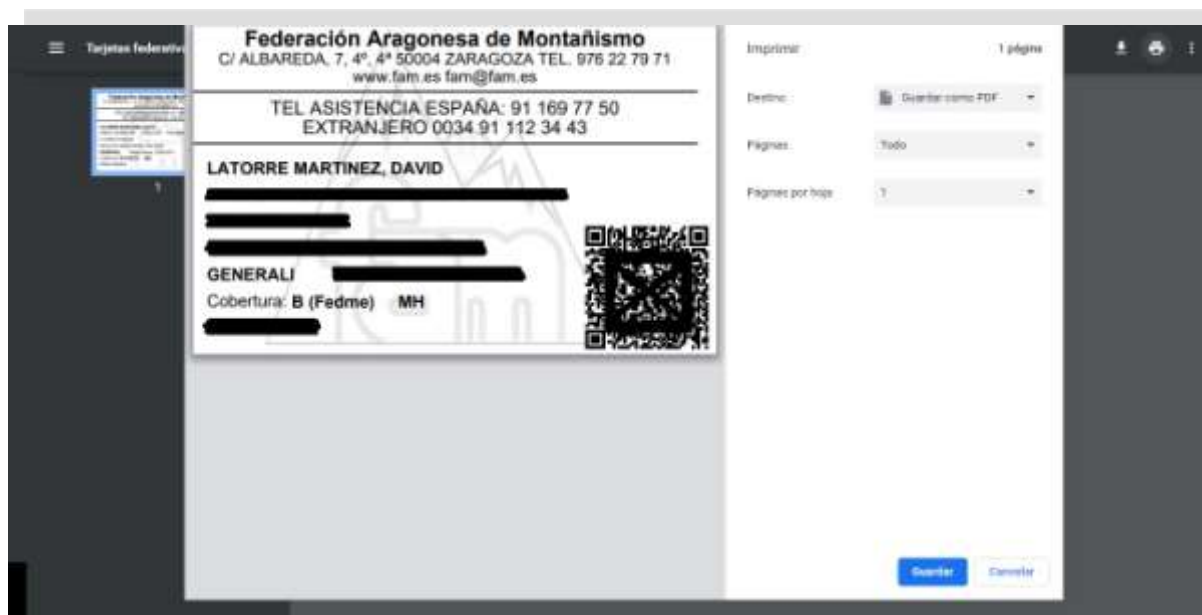 Tarjetas federativ
Federación Aragonesa de Montañismo
C/ ALBAREDA, 7, 4º, 4ª 50004 ZARAGOZA TEL. 976 22 79 71
www.fam.es fam@fam.es
TEL ASISTENCIA ESPAÑA: 91 169 77 50
EXTRANJERO 0034 91 112 34 43
LATORRE MARTINEZ, DAVID
GENERALI
Cobertura: B (Fedme) MH
1
Imprimir 1 página
Destino Guardar como PDF
Páginas Todo
Páginas por hoja 1
Guardar Cancelar